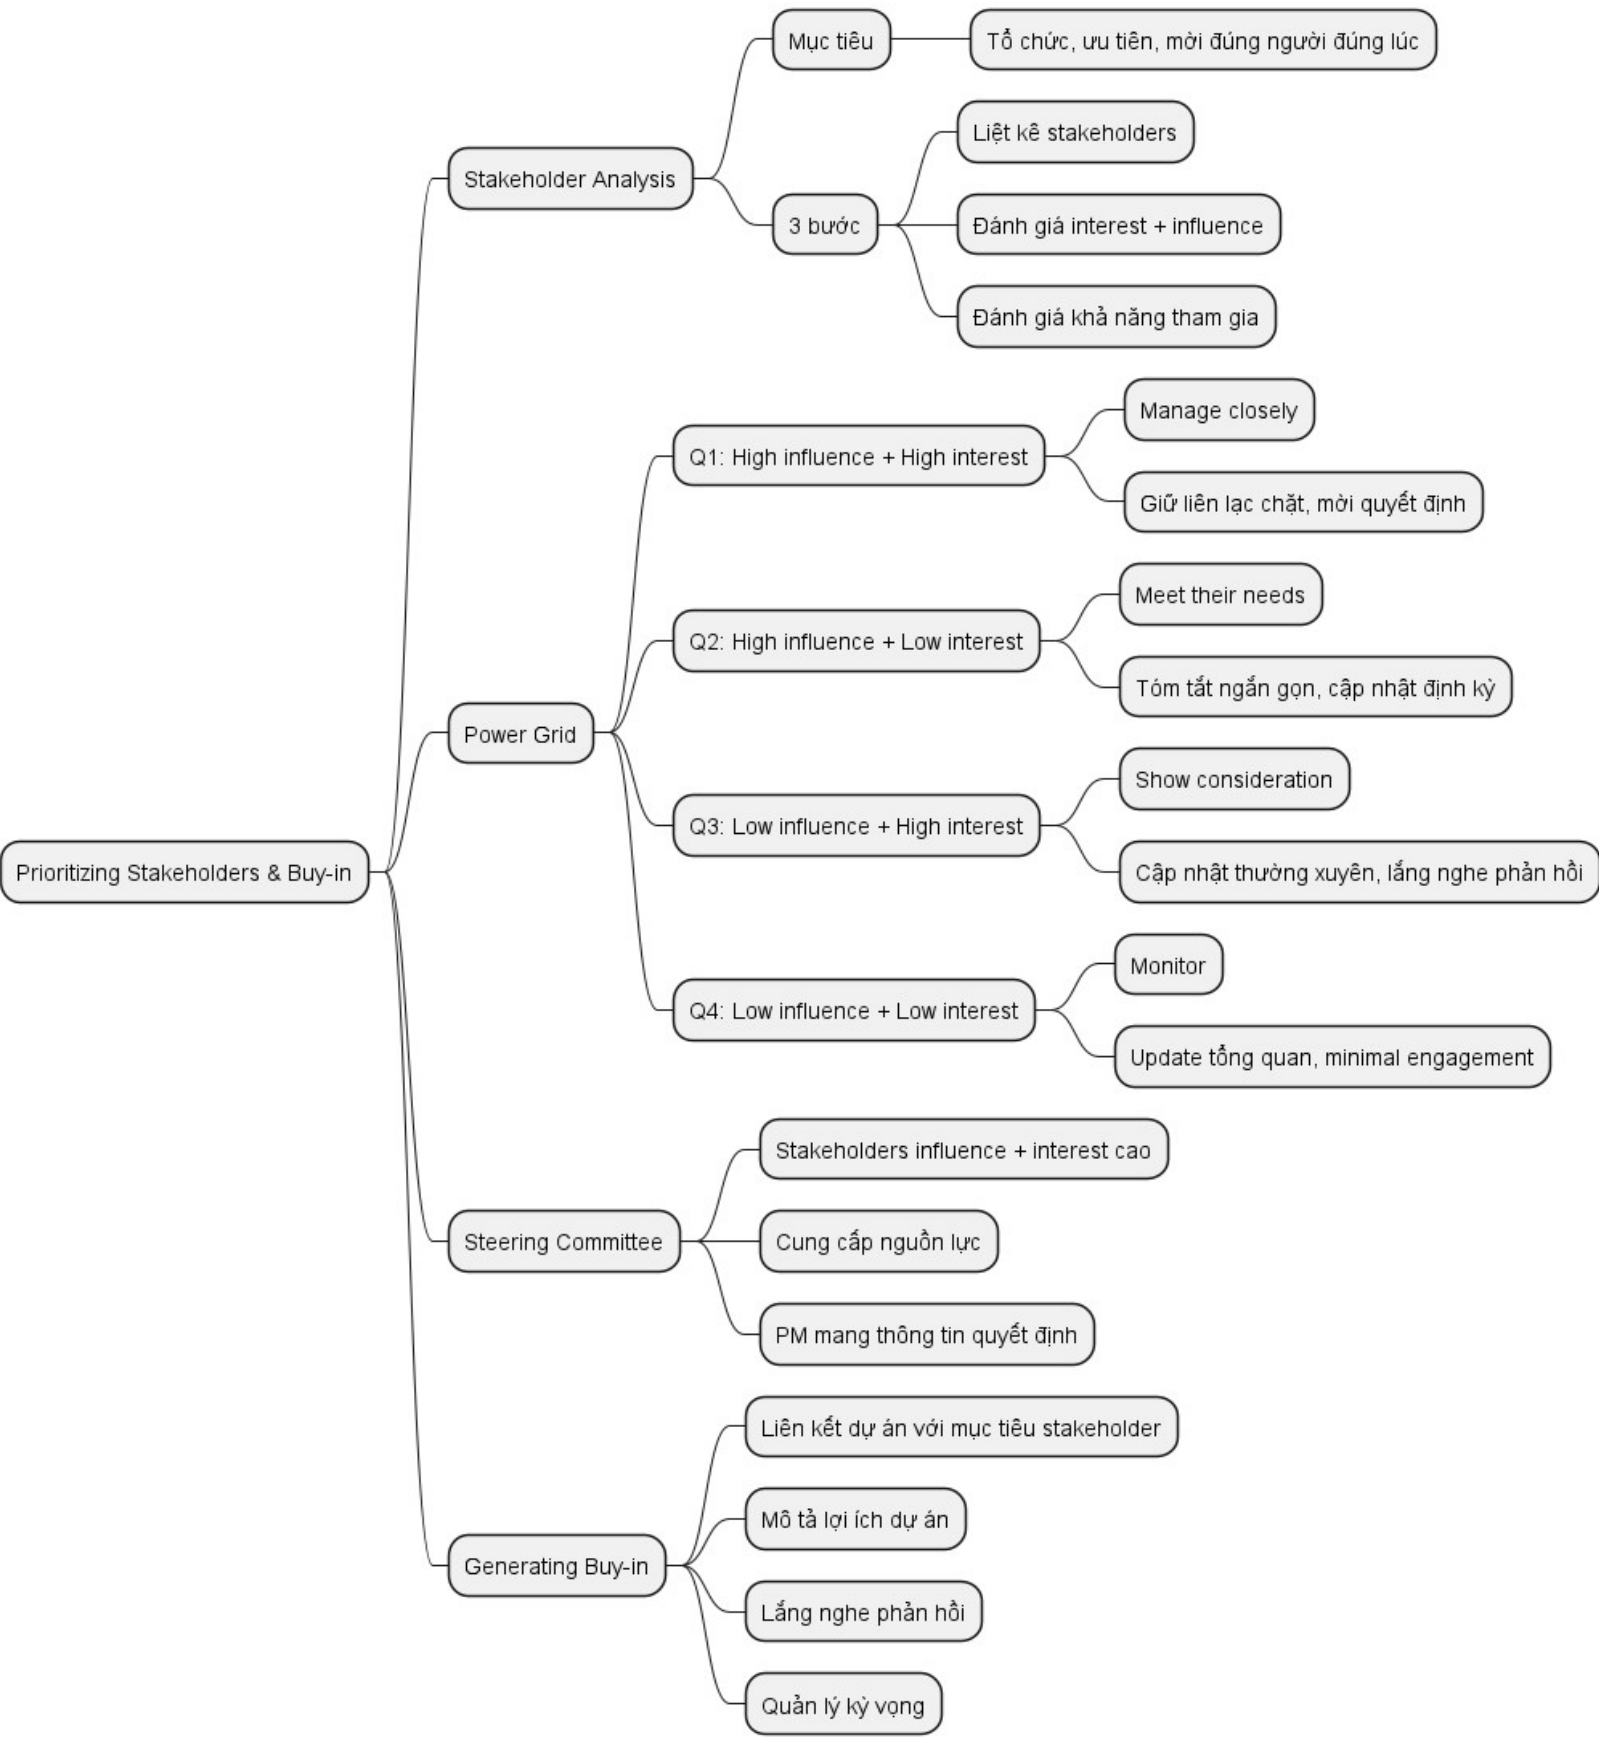 Prioritizing Stakeholders & Buy-in
Stakeholder Analysis
Mục tiêu
Tổ chức, ưu tiên, mời đúng người đúng lúc
3 bước
Liệt kê stakeholders
Đánh giá interest + influence
Đánh giá khả năng tham gia
Power Grid
Q1: High influence + High interest
Manage closely
Giữ liên lạc chặt, mời quyết định
Q2: High influence + Low interest
Meet their needs
Tóm tắt ngắn gọn, cập nhật định kỳ
Q3: Low influence + High interest
Show consideration
Cập nhật thường xuyên, lắng nghe phản hồi
Q4: Low influence + Low interest
Monitor
Update tổng quan, minimal engagement
Steering Committee
Stakeholders influence + interest cao
Cung cấp nguồn lực
PM mang thông tin quyết định
Generating Buy-in
Liên kết dự án với mục tiêu stakeholder
Mô tả lợi ích dự án
Lắng nghe phản hồi
Quản lý kỳ vọng